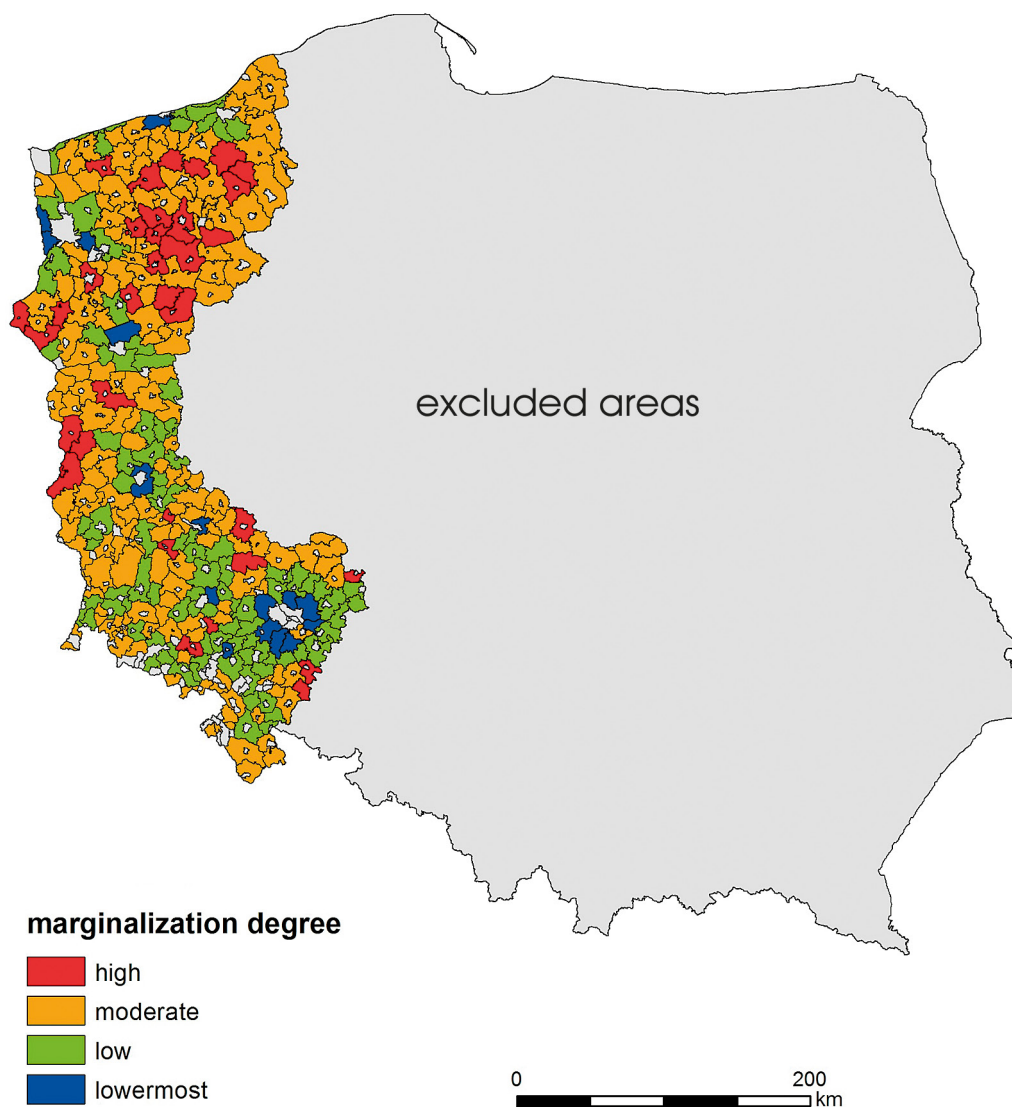 excluded areas
marginalization degree
high
moderate
low
lowermost
0 200
km